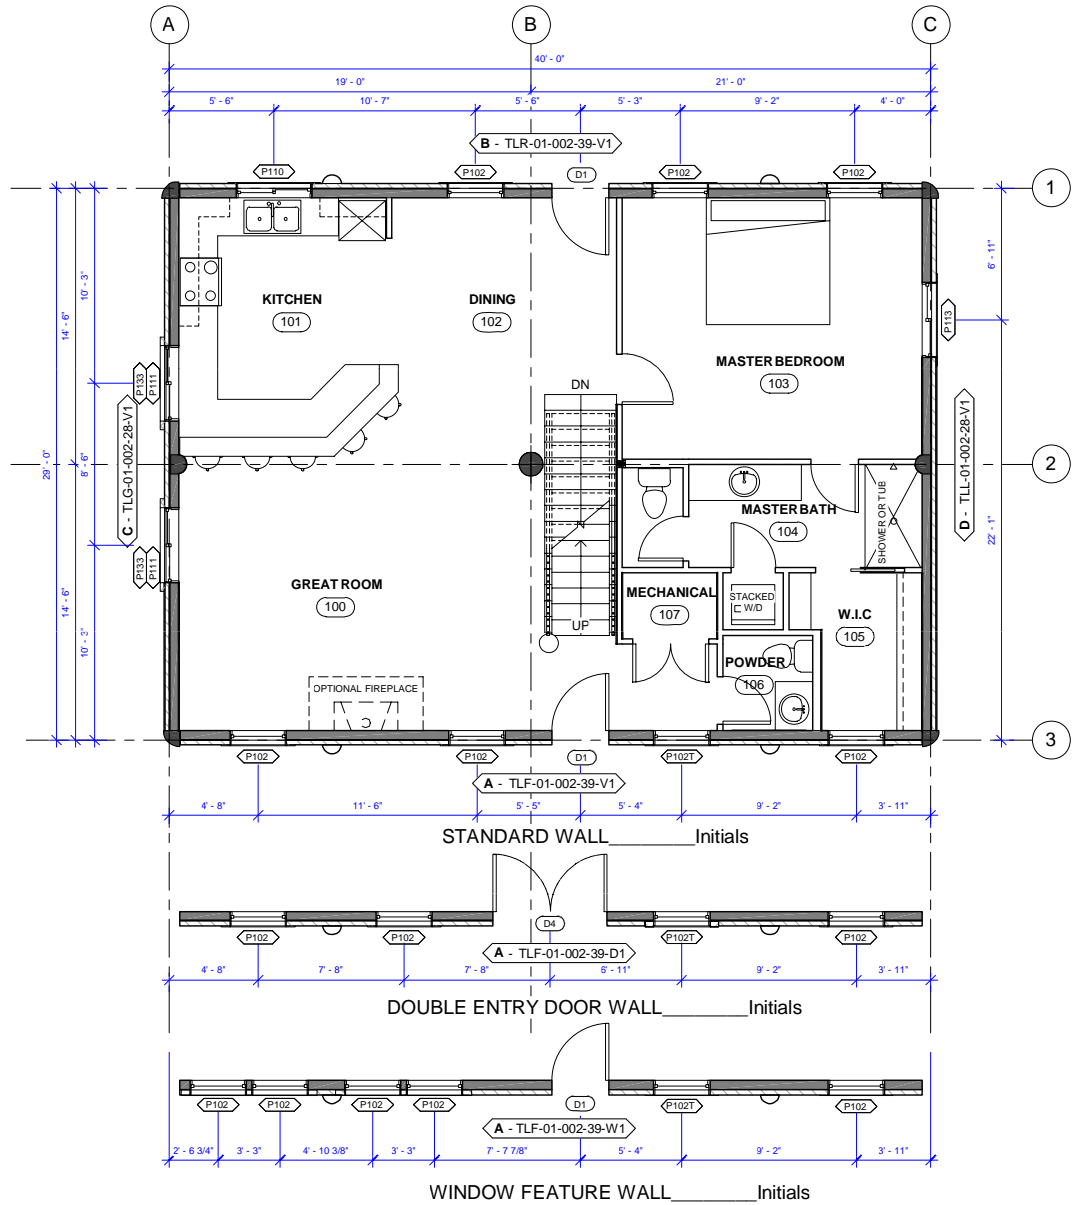 A
B
C
40' - 0"
19' - 0"
21' - 0"
5' - 6"
10' - 7"
5' - 6"
5' - 3"
9' - 2"
4' - 0"
B - TLR-01-002-39-V1
P110
P102
D1
P102
P102
1
6' - 11"
10' - 3"
14' - 6"
KITCHEN
101
DINING
102
MASTER BEDROOM
103
P113
P133
P111
DN
C - TLG-01-002-28-V1
D - TLL-01-002-28-V1
29' - 0"
8' - 6"
2
MASTER BATH
104
SHOWER OR TUB
22' - 1"
P133
P111
GREAT ROOM
100
MECHANICAL
107
STACKED
W/D
W.I.C
105
14' - 6"
10' - 3"
UP
POWDER
106
OPTIONAL FIREPLACE
3
P102
P102
D1
P102T
P102
A - TLF-01-002-39-V1
4' - 8"
11' - 6"
5' - 5"
5' - 4"
9' - 2"
3' - 11"
STANDARD WALL________Initials
P102
P102
D4
P102T
P102
A - TLF-01-002-39-D1
4' - 8"
7' - 8"
7' - 8"
6' - 11"
9' - 2"
3' - 11"
DOUBLE ENTRY DOOR WALL________Initials
P102
P102
P102
P102
D1
P102T
P102
A - TLF-01-002-39-W1
2' - 6 3/4"
3' - 3"
4' - 10 3/8"
3' - 3"
7' - 7 7/8"
5' - 4"
9' - 2"
3' - 11"
WINDOW FEATURE WALL________Initials